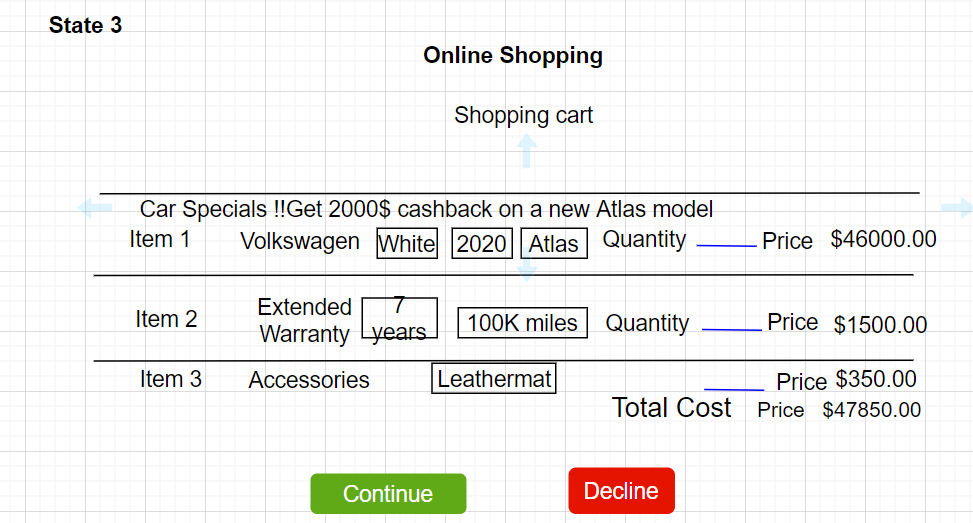 State 3
Online Shopping
Shopping cart
Car Specials !!Get 2000$ cashback on a new Atlas model
Item 1 Volkswagen White 2020 Atlas Quantity Price $46000.00
Item 2 Extended Warranty 7 years 100K miles Quantity Price $1500.00
Item 3 Accessories Leathermat Price $350.00
Total Cost Price $47850.00
Continue Decline